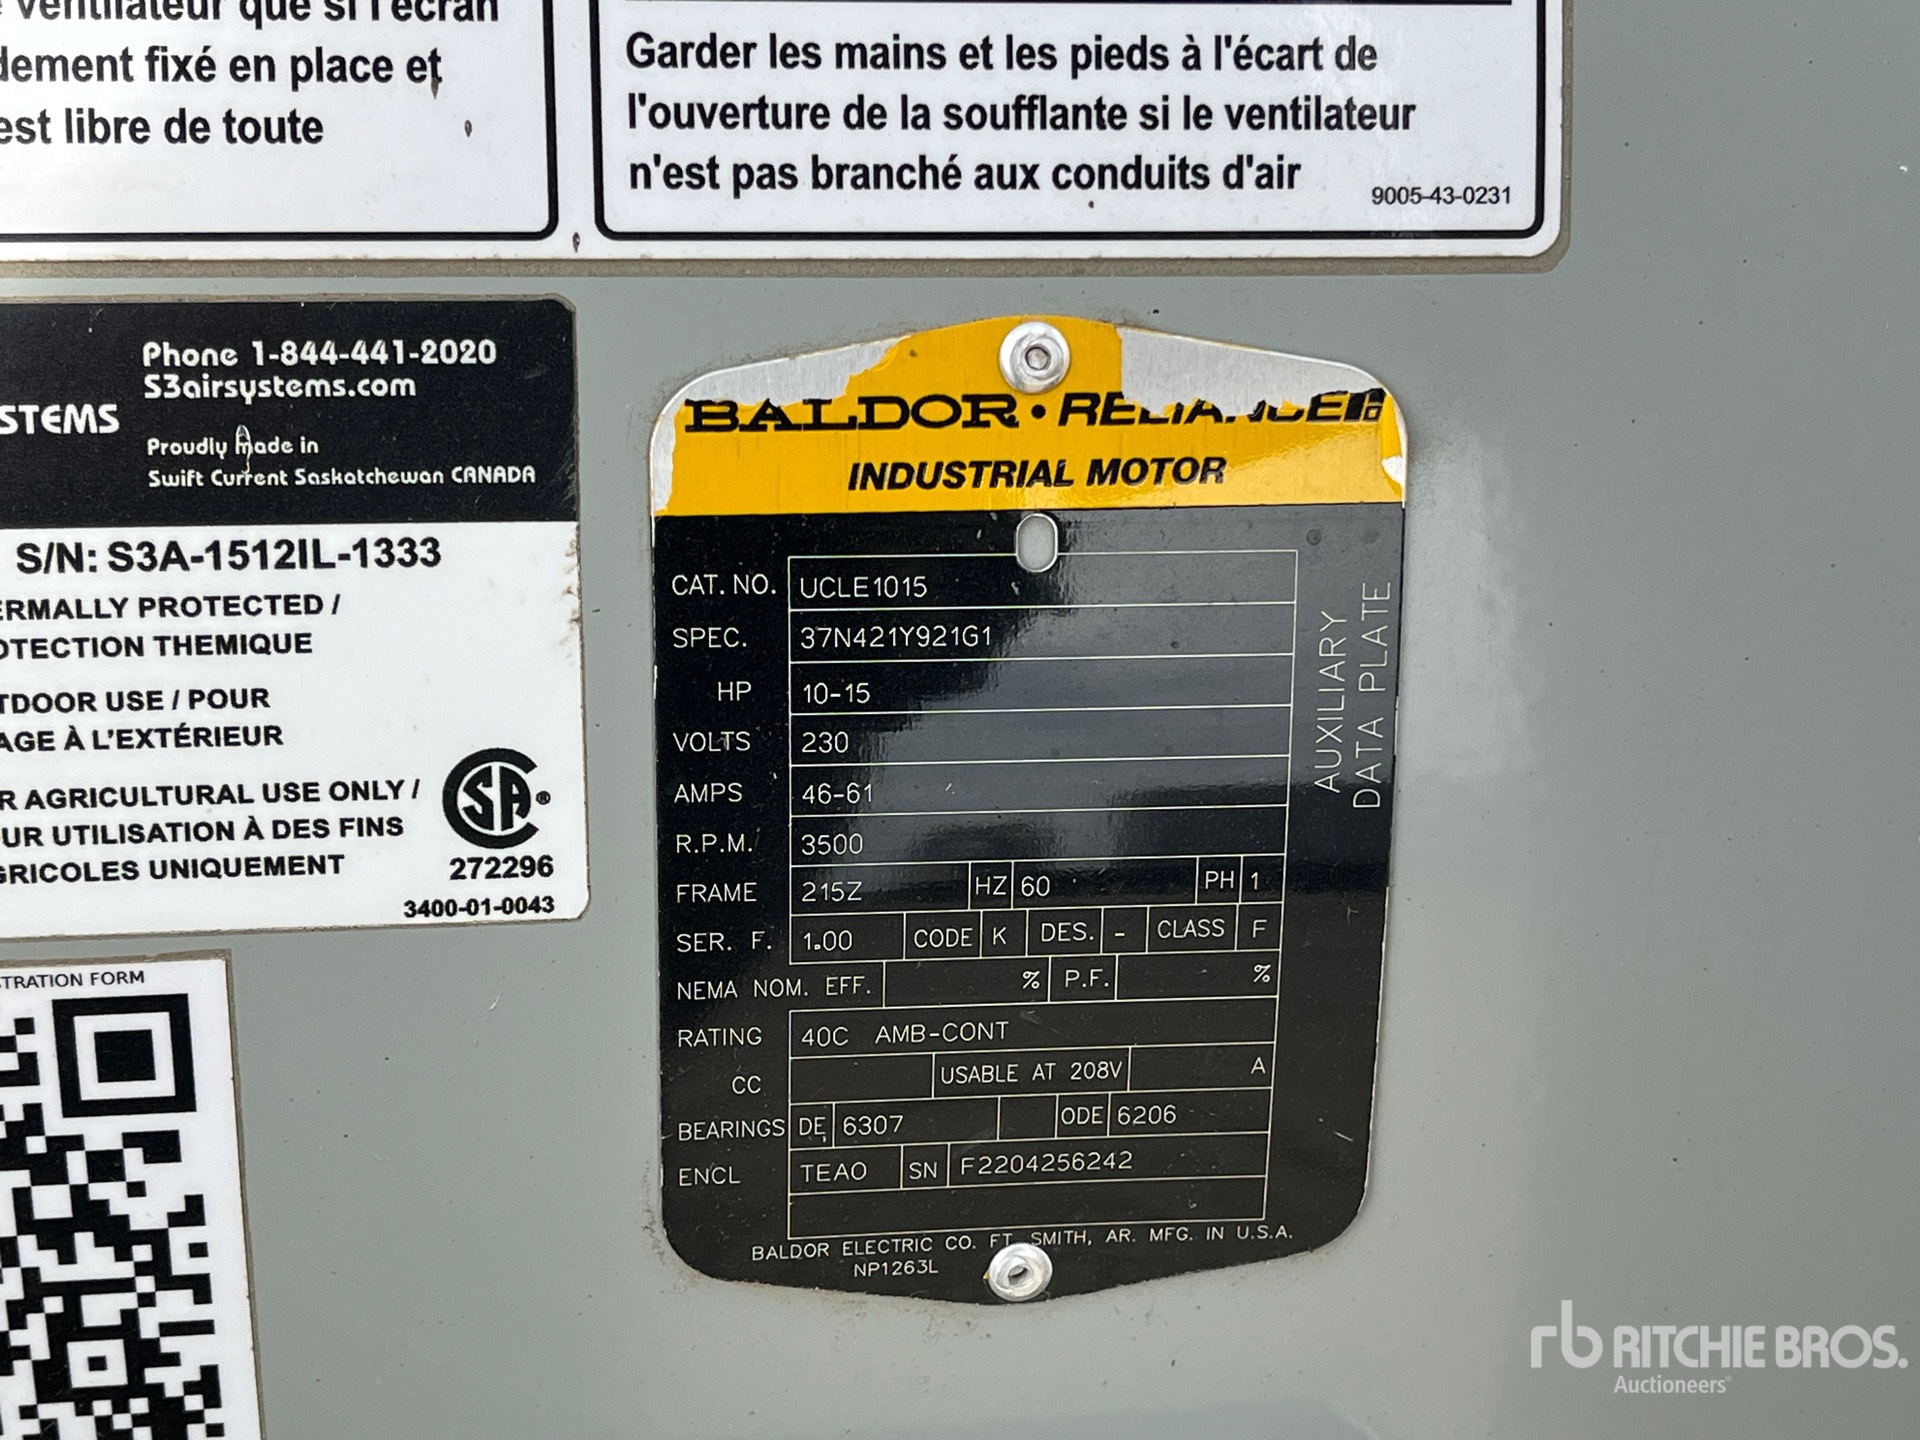 ventilateur que si l'écran
fixé en place et
est libre de toute
Garder les mains et les pieds à l'écart de
l'ouverture de la soufflante si le ventilateur
n'est pas branché aux conduits d'air
9005-43-0231
Phone 1-844-441-2020
S3airsystems.com
STEMS
Proudly Made in
Swift Current Saskatchewan CANADA
S/N: S3A-1512IL-1333
ERMALLY PROTECTED /
OTECTION THEMIQUE
TDOOR USE / POUR
AGE À L'EXTÉRIEUR
R AGRICULTURAL USE ONLY /
UR UTILISATION À DES FINS
GRICOLES UNIQUEMENT
SA®
272296
3400-01-0043
TRATION FORM
BALDOR • RELIANCE
INDUSTRIAL MOTOR
CAT. NO. UCLE1015
SPEC. 37N421Y921G1
HP 10-15
VOLTS 230
AMPS 46-61
R.P.M. 3500
FRAME 215Z HZ 60 PH 1
SER. F. 1.00 CODE K DES. - CLASS F
NEMA NOM. EFF. % P.F. %
RATING 40C AMB-CONT
CC USABLE AT 208V A
BEARINGS DE 6307 ODE 6206
ENCL TEAO SN F2204256242
BALDOR ELECTRIC CO. FT. SMITH, AR. MFG. IN U.S.A.
NP1263L
AUXILIARY
DATA PLATE
rb RITCHIE BROS.
Auctioneers®